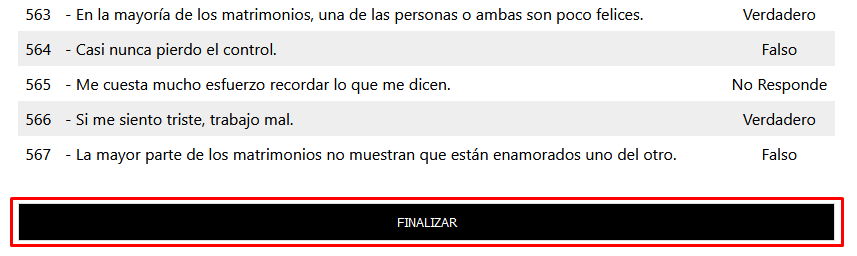 563 - En la mayoría de los matrimonios, una de las personas o ambas son poco felices. Verdadero
564 - Casi nunca pierdo el control. Falso
565 - Me cuesta mucho esfuerzo recordar lo que me dicen. No Responde
566 - Si me siento triste, trabajo mal. Verdadero
567 - La mayor parte de los matrimonios no muestran que están enamorados uno del otro. Falso
FINALIZAR